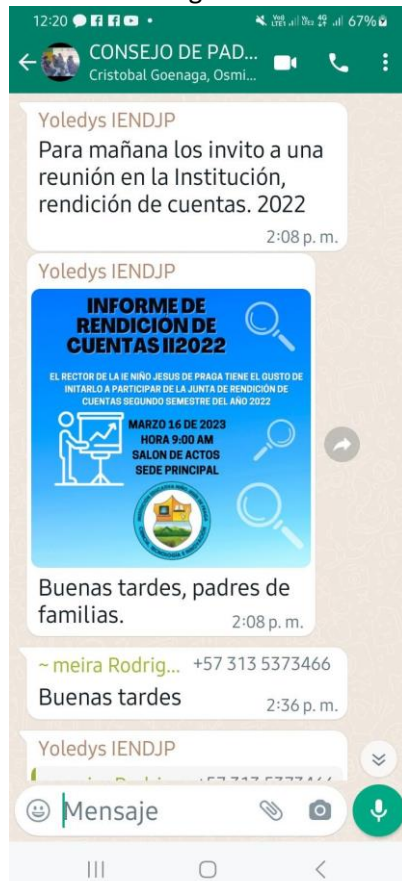 12:20
67%
CONSEJO DE PAD...
Cristobal Goenaga, Osmi...
Yoledys IENDJP
Para mañana los invito a una
reunión en la Institución,
rendición de cuentas. 2022
2:08 p. m.
Yoledys IENDJP
INFORME DE
RENDICIÓN DE
CUENTAS II2022
EL RECTOR DE LA IE NIÑO JESUS DE PRAGA TIENE EL GUSTO DE
INITARLO A PARTICIPAR DE LA JUNTA DE RENDICIÓN DE
CUENTAS SEGUNDO SEMESTRE DEL AÑO 2022
MARZO 16 DE 2023
HORA 9:00 AM
SALON DE ACTOS
SEDE PRINCIPAL
Buenas tardes, padres de
familias.
2:08 p. m.
~ meira Rodrig... +57 313 5373466
Buenas tardes
2:36 p. m.
Yoledys IENDJP
Mensaje